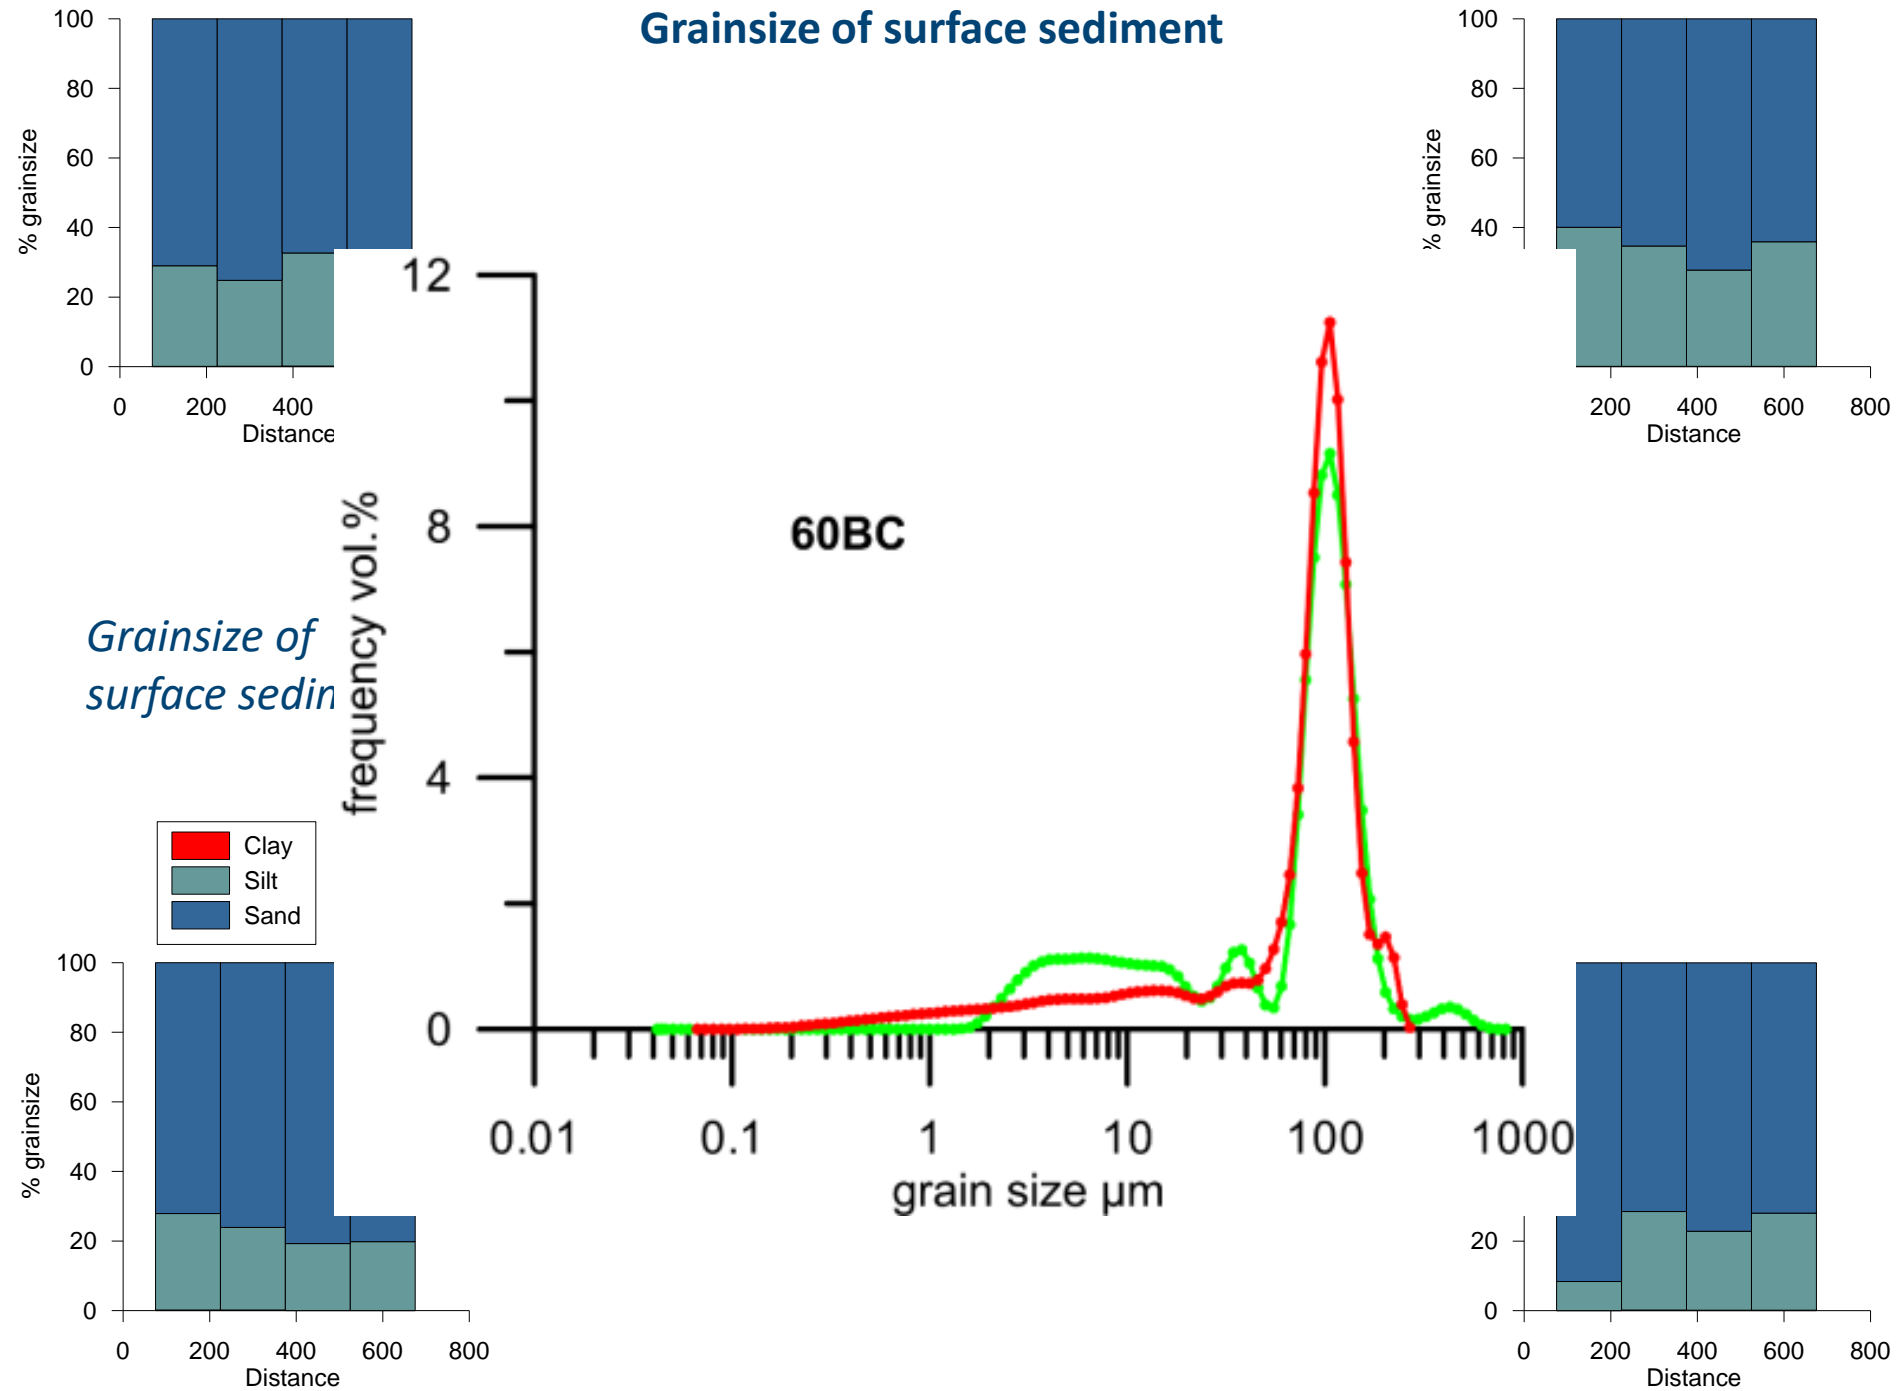 Grainsize of surface sediment
100
80
60
40
20
0
% grainsize
0 200 400
Distance
100
80
60
40
% grainsize
200 400 600 800
Distance
12
8
4
0
frequency vol.%
60BC
0.01 0.1 1 10 100 1000
grain size µm
Grainsize of
surface
Clay
Silt
Sand
100
80
60
40
20
0
% grainsize
0 200 400 600 800
Distance
20
0
0 200 400 600 800
Distance